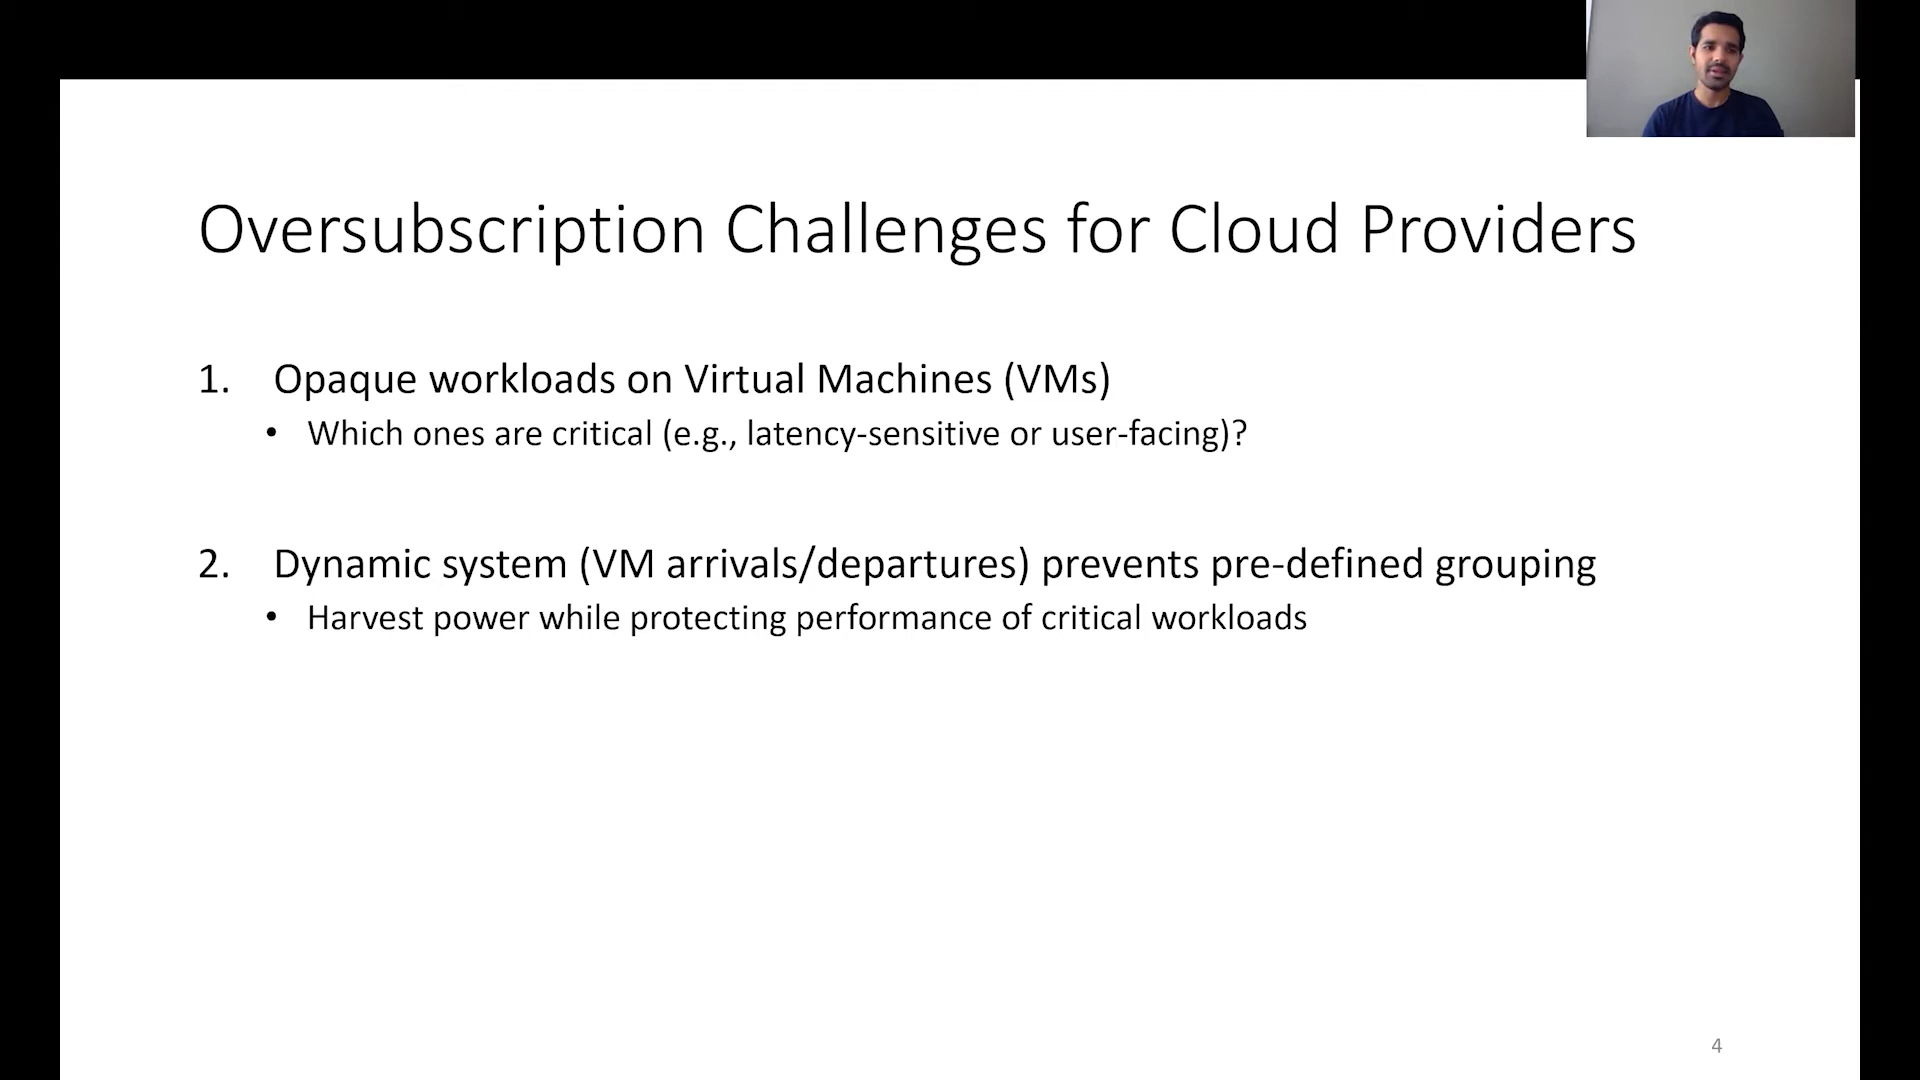 Oversubscription Challenges for Cloud Providers
1. Opaque workloads on Virtual Machines (VMs)
• Which ones are critical (e.g., latency-sensitive or user-facing)?
2. Dynamic system (VM arrivals/departures) prevents pre-defined grouping
• Harvest power while protecting performance of critical workloads
4